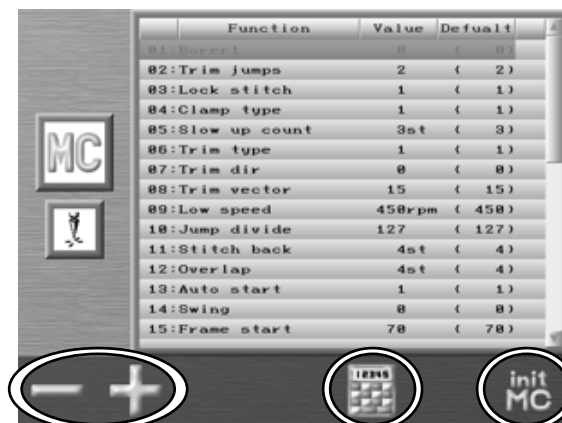 Function Value Defualt
01:Borer1 0 ( 0)
02:Trim jumps 2 ( 2)
03:Lock stitch 1 ( 1)
04:Clamp type 1 ( 1)
05:Slow up count 3st ( 3)
06:Trim type 1 ( 1)
07:Trim dir 0 ( 0)
08:Trim vector 15 ( 15)
09:Low speed 450rpm ( 450)
10:Jump divide 127 ( 127)
11:Stitch back 4st ( 4)
12:Overlap 4st ( 4)
13:Auto start 1 ( 1)
14:Swing 0 ( 0)
15:Frame start 70 ( 70)
MC
12345
init
MC